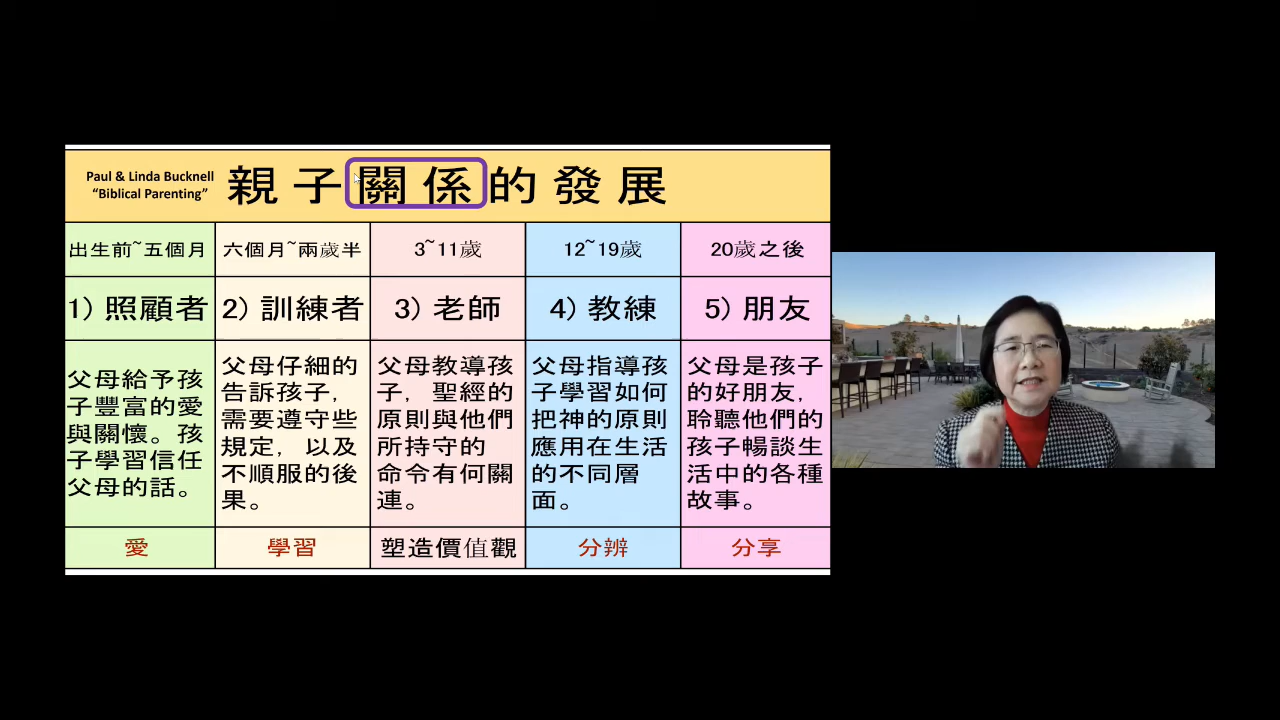 Paul & Linda Bucknell
“Biblical Parenting”
親子關係的發展
出生前~五個月
六個月~兩歲半
3~11歲
12~19歲
20歲之後
1) 照顧者
2) 訓練者
3) 老師
4) 教練
5) 朋友
父母給予孩
子豐富的愛
與關懷。孩
子學習信任
父母的話。
父母仔細的
告訴孩子,
需要遵守些
規定, 以及
不順服的後
果。
父母教導孩
子, 聖經的
原則與他們
所持守的
命令有何關
連。
父母指導孩
子學習如何
把神的原則
應用在生活
的不同層
面。
父母是孩子
的好朋友,
聆聽他們的
孩子暢談生
活中的各種
故事。
愛
學習
塑造價值觀
分辨
分享